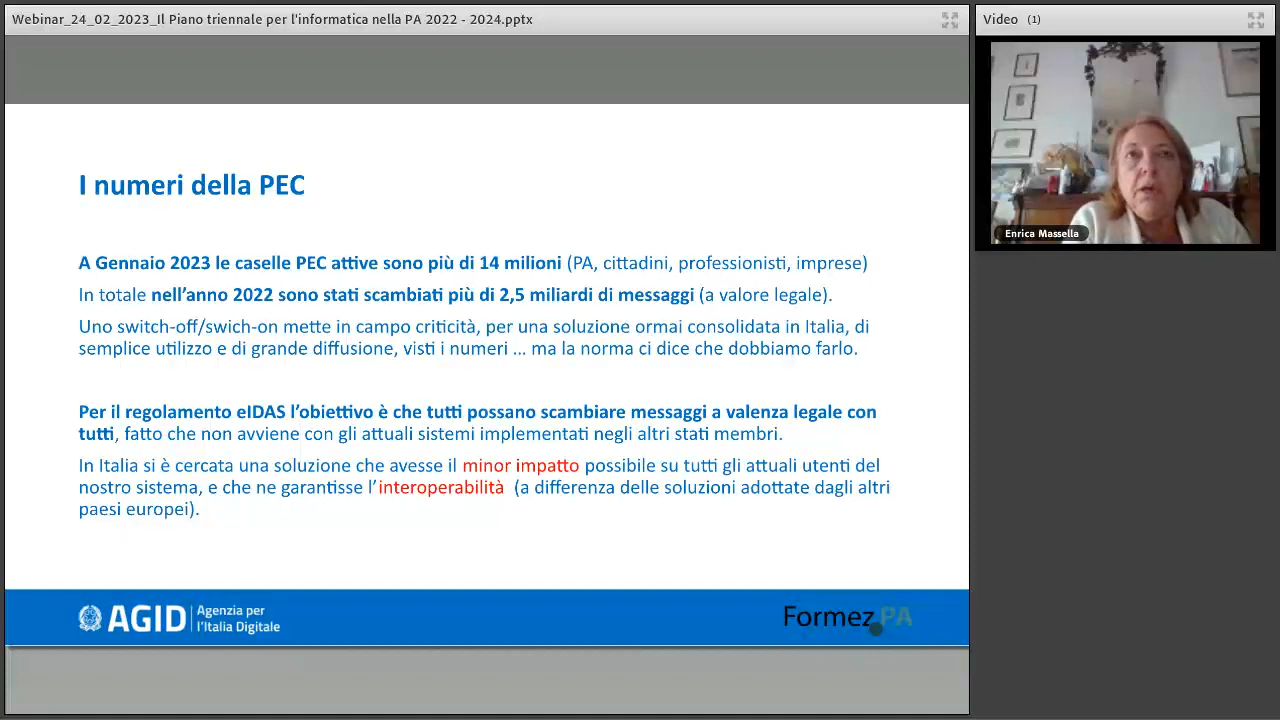 Webinar_24_02_2023_Il Piano triennale per l'informatica nella PA 2022 - 2024.pptx
Video (1)
Enrica Massella
I numeri della PEC
A Gennaio 2023 le caselle PEC attive sono più di 14 milioni (PA, cittadini, professionisti, imprese)
In totale nell'anno 2022 sono stati scambiati più di 2,5 miliardi di messaggi (a valore legale).
Uno switch-off/swich-on mette in campo criticità, per una soluzione ormai consolidata in Italia, di
semplice utilizzo e di grande diffusione, visti i numeri … ma la norma ci dice che dobbiamo farlo.
Per il regolamento eIDAS l’obiettivo è che tutti possano scambiare messaggi a valenza legale con
tutti, fatto che non avviene con gli attuali sistemi implementati negli altri stati membri.
In Italia si è cercata una soluzione che avesse il minor impatto possibile su tutti gli attuali utenti del
nostro sistema, e che ne garantisse l’interoperabilità (a differenza delle soluzioni adottate dagli altri
paesi europei).
AGID Agenzia per
l'Italia Digitale
Formez PA